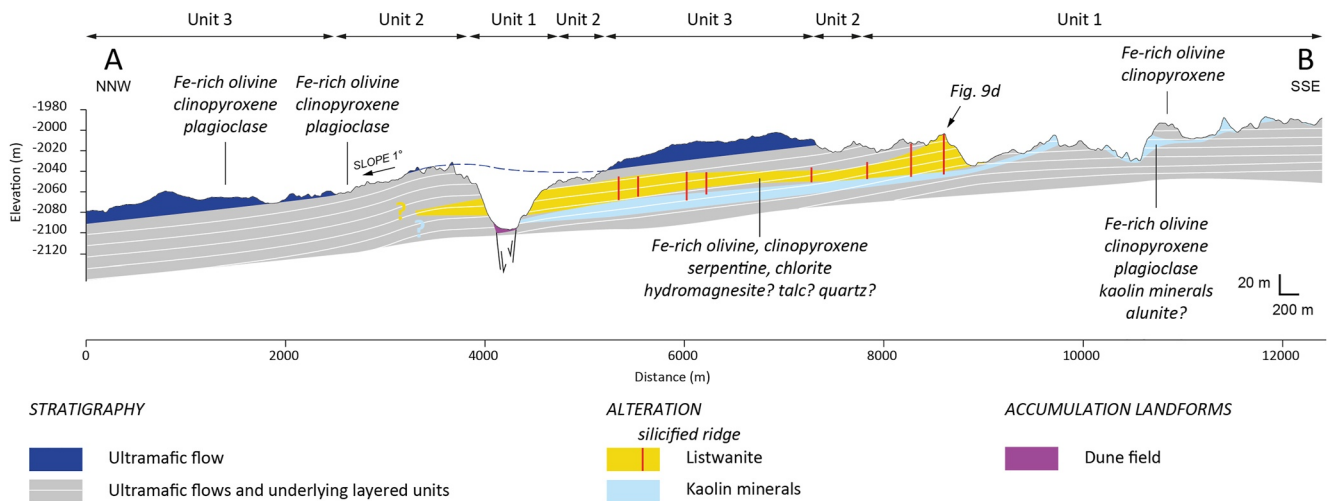 Unit 3
Unit 2
Unit 1
Unit 2
Unit 3
Unit 2
Unit 1
A
NNW
B
SSE
Fe-rich olivine
clinopyroxene
plagioclase
Fe-rich olivine
clinopyroxene
plagioclase
Fe-rich olivine
clinopyroxene
Fig. 9d
SLOPE 1°
Elevation (m)
-1980
-2000
-2020
-2040
-2060
-2080
-2100
-2120
?
?
Fe-rich olivine, clinopyroxene
serpentine, chlorite
hydromagnesite? talc? quartz?
Fe-rich olivine
clinopyroxene
plagioclase
kaolin minerals
alunite?
20 m
200 m
0
2000
4000
6000
8000
10000
12000
Distance (m)
STRATIGRAPHY
Ultramafic flow
Ultramafic flows and underlying layered units
ALTERATION
silicified ridge
Listwanite
Kaolin minerals
ACCUMULATION LANDFORMS
Dune field